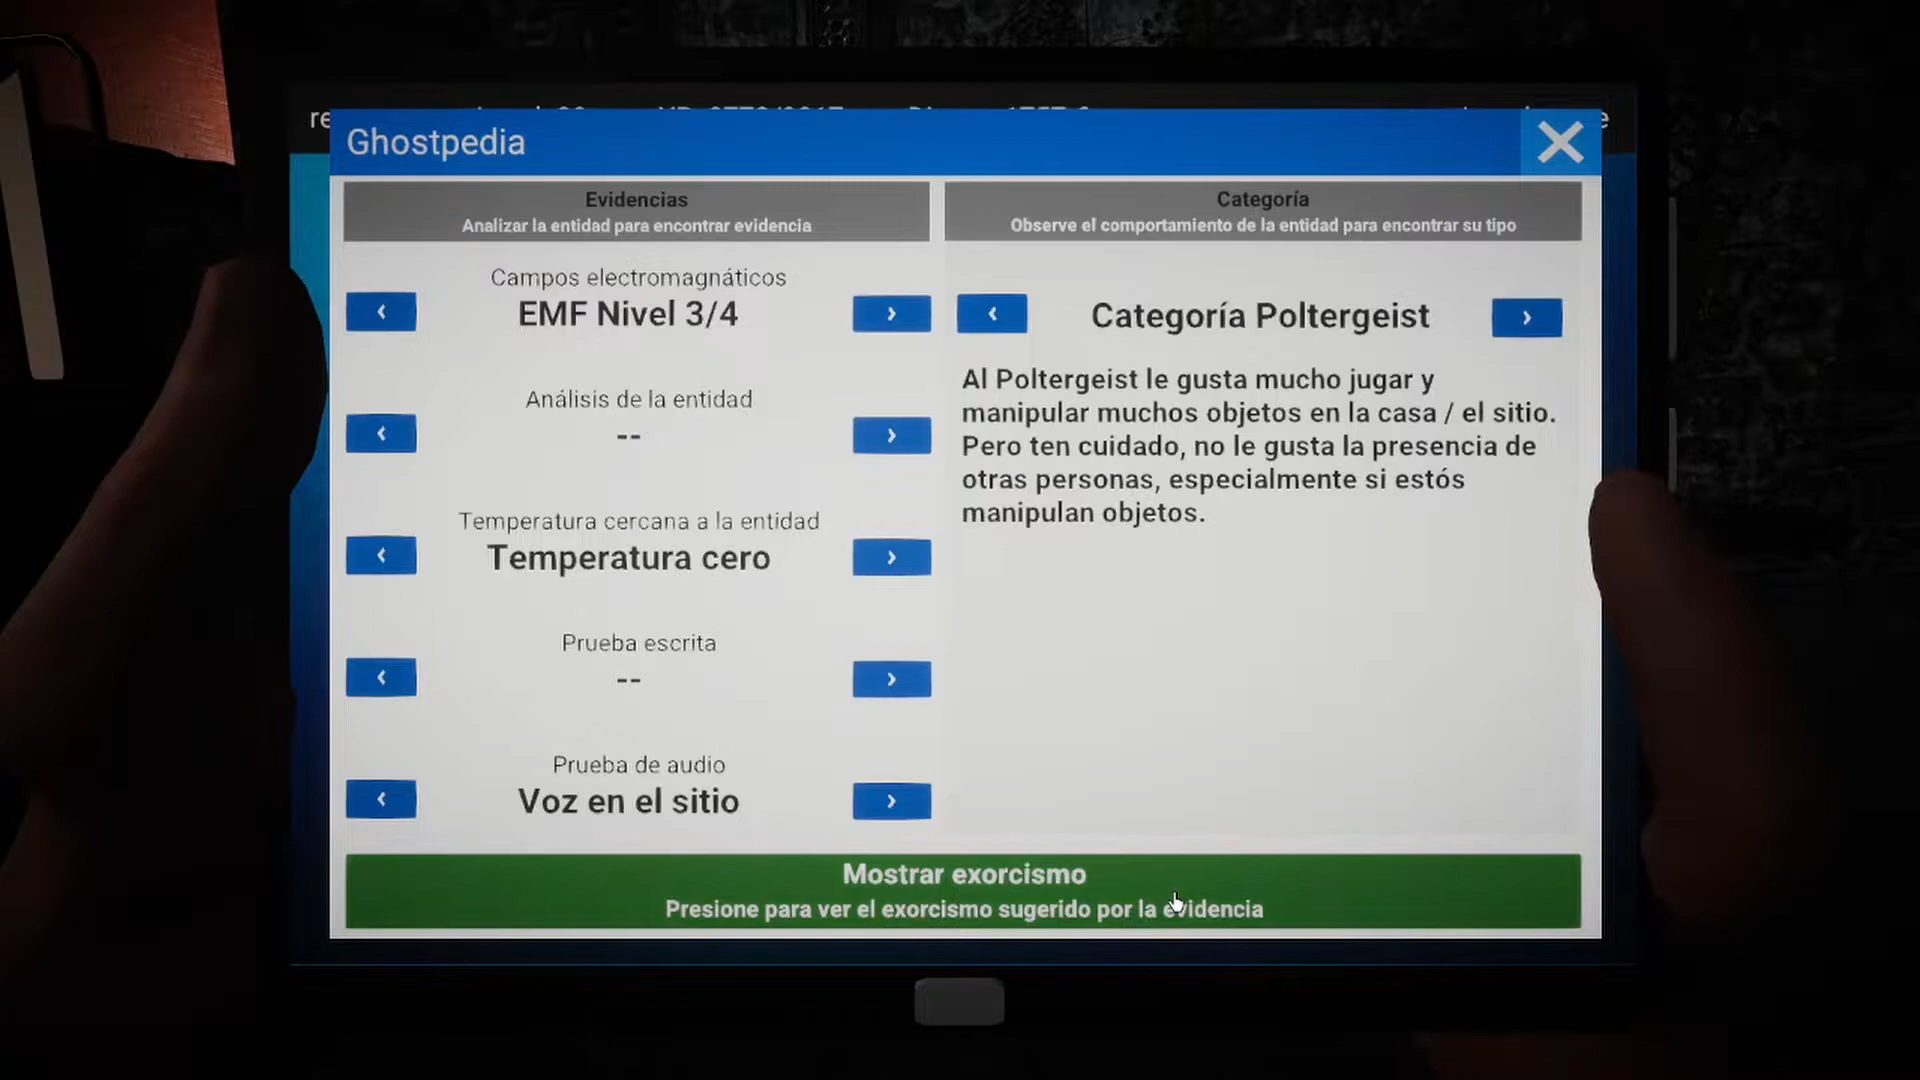 Ghostpedia
Evidencias
Analizar la entidad para encontrar evidencia
Campos electromagnéticos
EMF Nivel 3/4
Análisis de la entidad
--
Temperatura cercana a la entidad
Temperatura cero
Prueba escrita
--
Prueba de audio
Voz en el sitio
Categoría
Observe el comportamiento de la entidad para encontrar su tipo
Categoría Poltergeist
Al Poltergeist le gusta mucho jugar y
manipular muchos objetos en la casa / el sitio.
Pero ten cuidado, no le gusta la presencia de
otras personas, especialmente si estós
manipulan objetos.
Mostrar exorcismo
Presione para ver el exorcismo sugerido por la evidencia